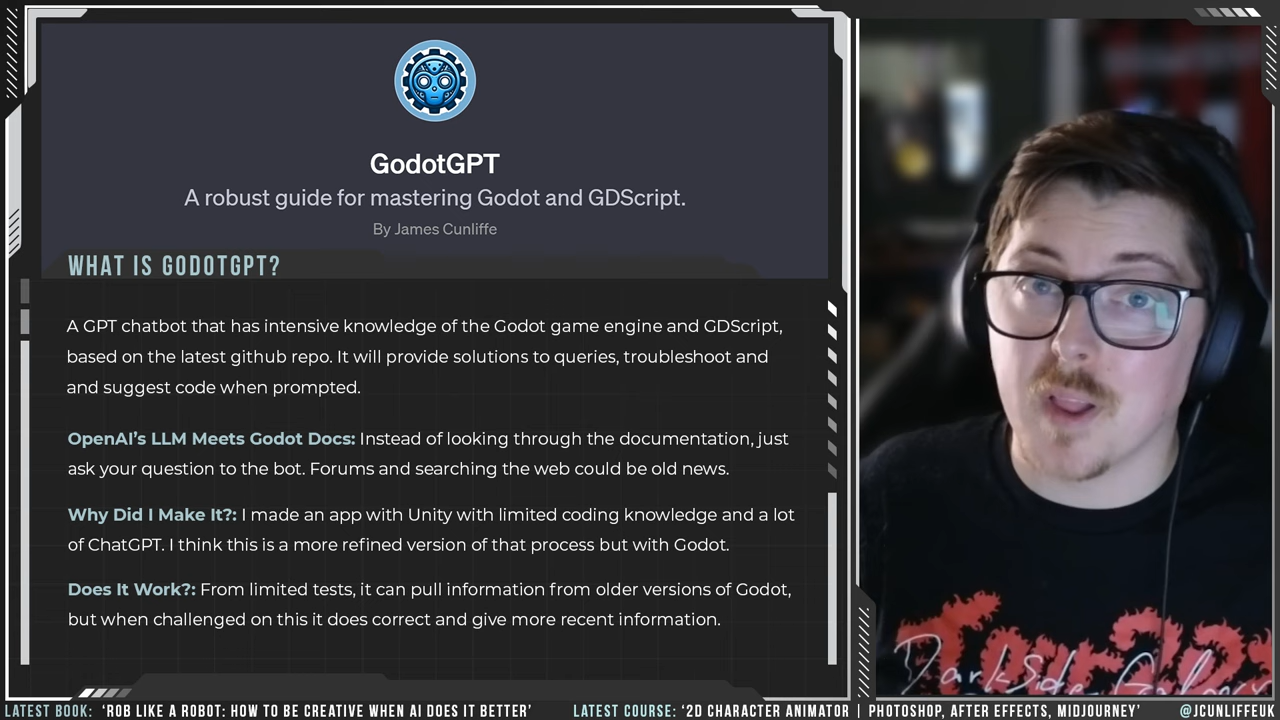 GodotGPT
A robust guide for mastering Godot and GDScript.
By James Cunliffe
WHAT IS GODOTGPT?
A GPT chatbot that has intensive knowledge of the Godot game engine and GDScript,
based on the latest github repo. It will provide solutions to queries, troubleshoot and
and suggest code when prompted.
OpenAI’s LLM Meets Godot Docs: Instead of looking through the documentation, just
ask your question to the bot. Forums and searching the web could be old news.
Why Did I Make It?: I made an app with Unity with limited coding knowledge and a lot
of ChatGPT. I think this is a more refined version of that process but with Godot.
Does It Work?: From limited tests, it can pull information from older versions of Godot,
but when challenged on this it does correct and give more recent information.
DarkSide
LATEST BOOK: ‘ROB LIKE A ROBOT: HOW TO BE CREATIVE WHEN AI DOES IT BETTER’ LATEST COURSE: ‘2D CHARACTER ANIMATOR | PHOTOSHOP, AFTER EFFECTS, MIDJOURNEY’ @JCUNLIFFEUK